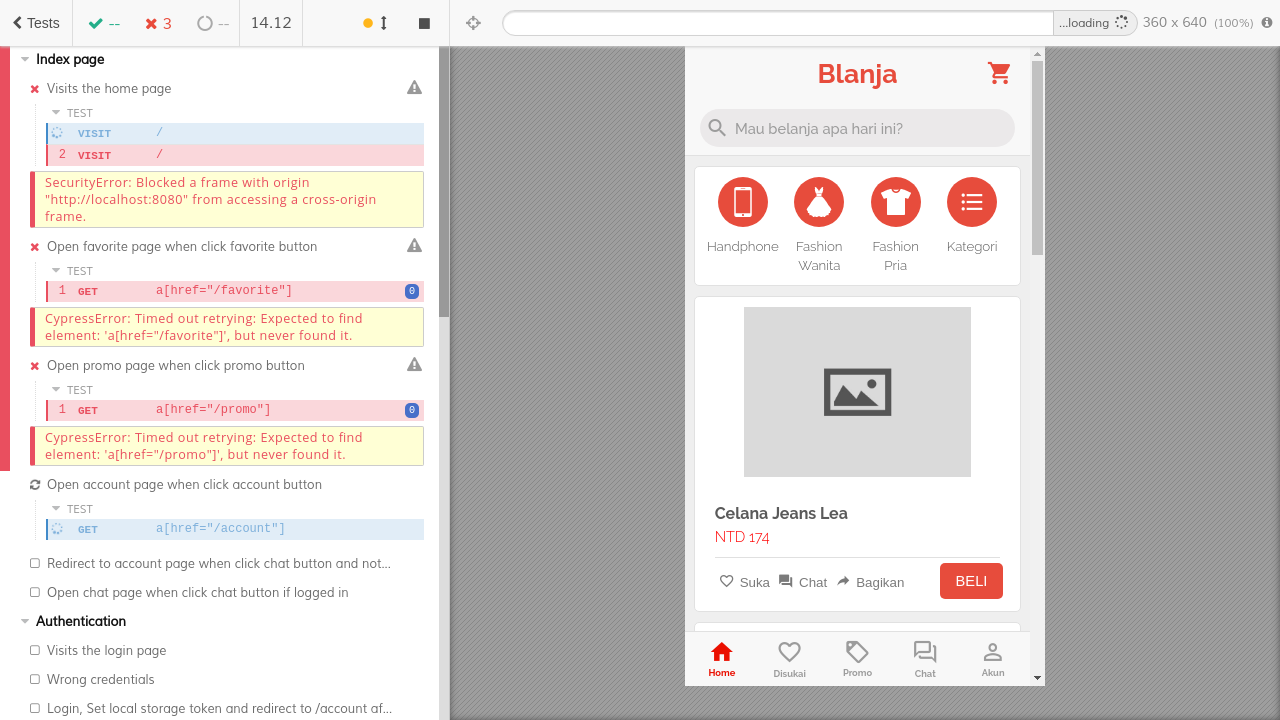 Tests
--
3
--
14.12
...loading
360 x 640 (100%)
Index page
Visits the home page
TEST
VISIT /
2 VISIT /
SecurityError: Blocked a frame with origin
"http://localhost:8080" from accessing a cross-origin
frame.
Open favorite page when click favorite button
TEST
1 GET a[href="/favorite"] 0
CypressError: Timed out retrying: Expected to find
element: 'a[href="/favorite"]', but never found it.
Open promo page when click promo button
TEST
1 GET a[href="/promo"] 0
CypressError: Timed out retrying: Expected to find
element: 'a[href="/promo"]', but never found it.
Open account page when click account button
TEST
GET a[href="/account"]
Redirect to account page when click chat button and not...
Open chat page when click chat button if logged in
Authentication
Visits the login page
Wrong credentials
Login, Set local storage token and redirect to /account af...
Blanja
Mau belanja apa hari ini?
Handphone
Fashion
Wanita
Fashion
Pria
Kategori
Celana Jeans Lea
NTD 174
Suka Chat Bagikan BELI
Home Disukai Promo Chat Akun